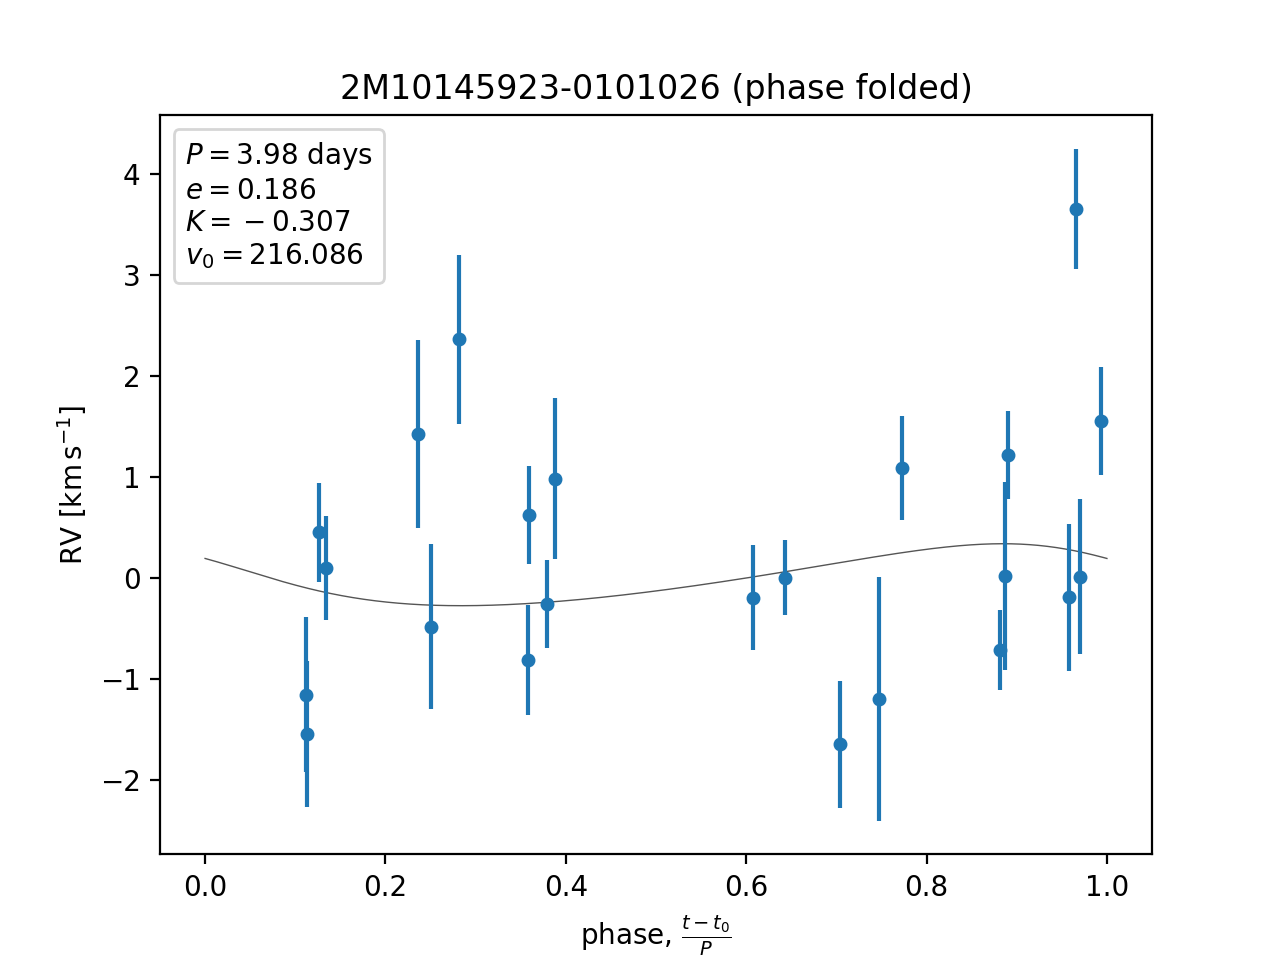 2M10145923-0101026 (phase folded)
P = 3.98 days
e = 0.186
K = −0.307
v₀ = 216.086
4
3
2
1
0
−1
−2
RV [km s⁻¹]
0.0 0.2 0.4 0.6 0.8 1.0
phase, (t − t₀)/P